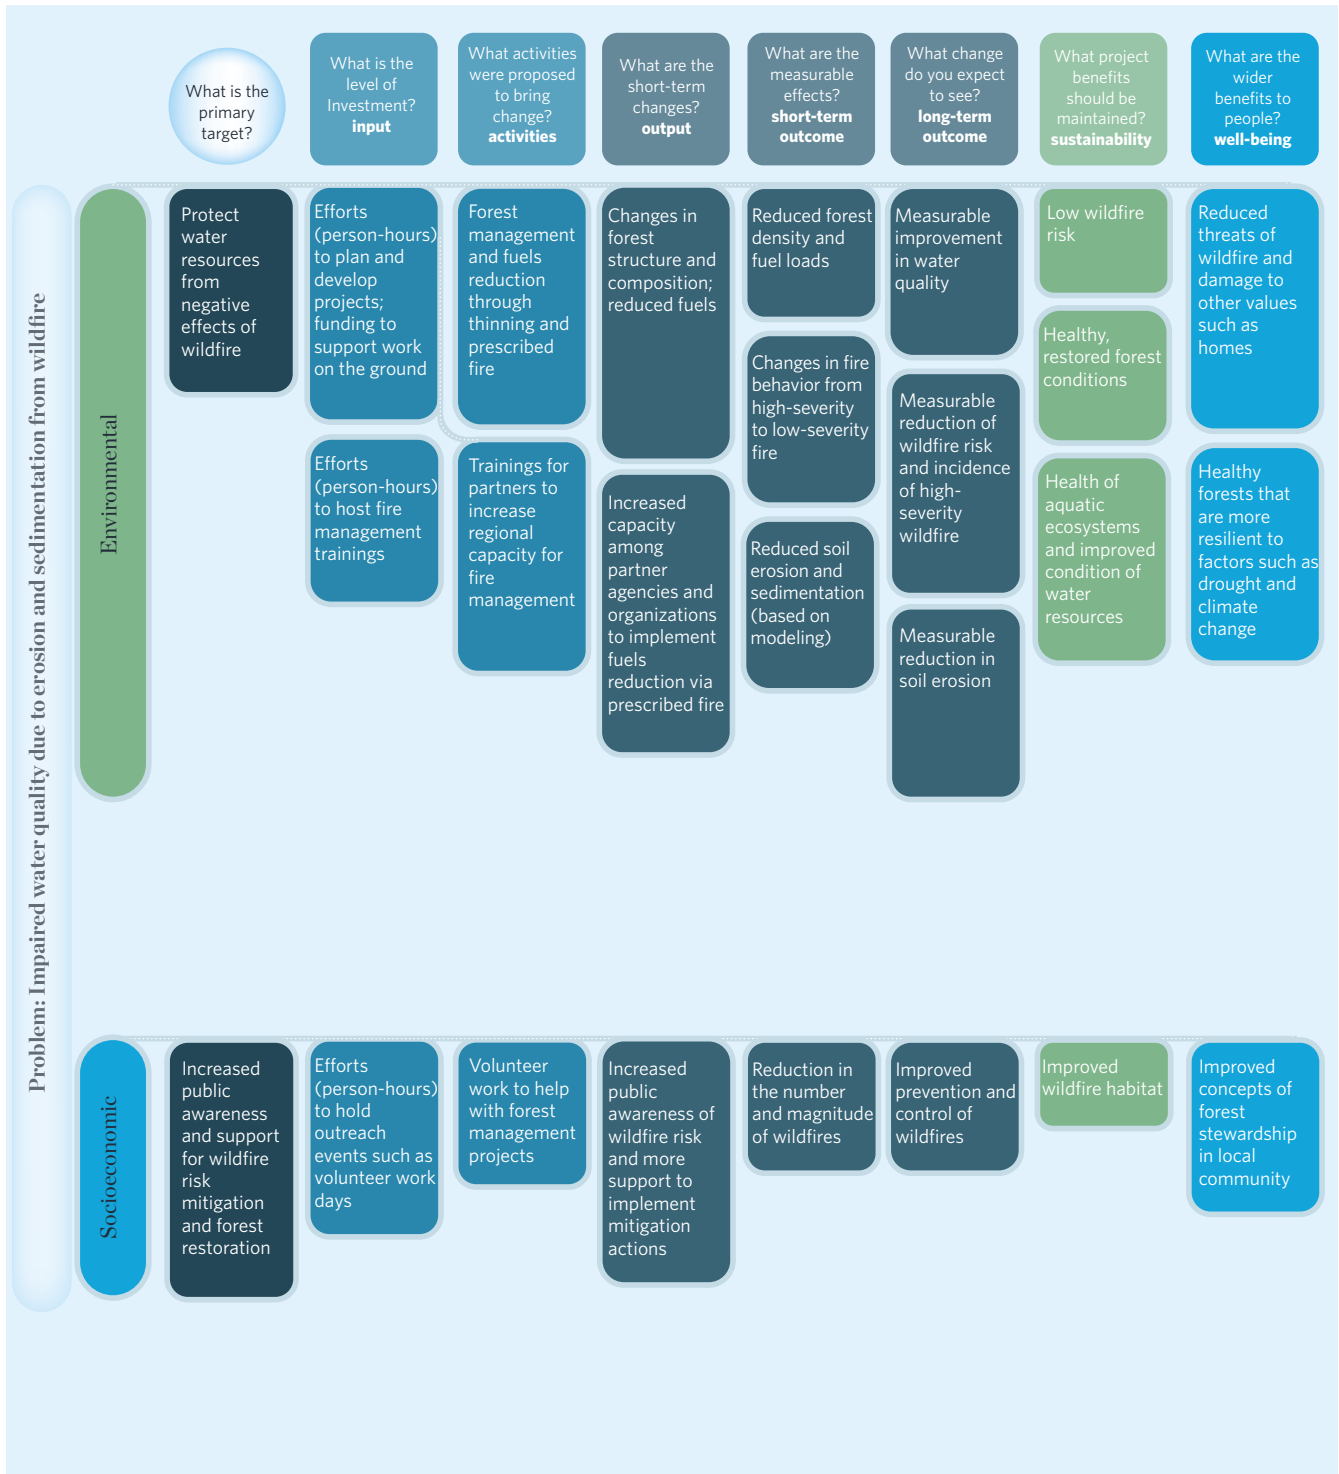 What is the
primary
target?
What is the
level of
Investment?
input
What activities
were proposed
to bring
change?
activities
What are the
short-term
changes?
output
What are the
measurable
effects?
short-term
outcome
What change
do you expect
to see?
long-term
outcome
What project
benefits
should be
maintained?
sustainability
What are the
wider
benefits to
people?
well-being
Problem: Impaired water quality due to erosion and sedimentation from wildfire
Environmental
Protect
water
resources
from
negative
effects of
wildfire
Efforts
(person-hours)
to plan and
develop
projects;
funding to
support work
on the ground
Efforts
(person-hours)
to host fire
management
trainings
Forest
management
and fuels
reduction
through
thinning and
prescribed
fire
Trainings for
partners to
increase
regional
capacity for
fire
management
Changes in
forest
structure and
composition;
reduced fuels
Increased
capacity
among
partner
agencies and
organizations
to implement
fuels
reduction via
prescribed fire
Reduced forest
density and
fuel loads
Changes in fire
behavior from
high-severity
to low-severity
fire
Reduced soil
erosion and
sedimentation
(based on
modeling)
Measurable
improvement
in water
quality
Measurable
reduction of
wildfire risk
and incidence
of high-
severity
wildfire
Measurable
reduction in
soil erosion
Low wildfire
risk
Healthy,
restored forest
conditions
Health of
aquatic
ecosystems
and improved
condition of
water
resources
Reduced
threats of
wildfire and
damage to
other values
such as
homes
Healthy
forests that
are more
resilient to
factors such as
drought and
climate
change
Socioeconomic
Increased
public
awareness
and support
for wildfire
risk
mitigation
and forest
restoration
Efforts
(person-hours)
to hold
outreach
events such as
volunteer work
days
Volunteer
work to help
with forest
management
projects
Increased
public
awareness of
wildfire risk
and more
support to
implement
mitigation
actions
Reduction in
the number
and magnitude
of wildfires
Improved
prevention and
control of
wildfires
Improved
wildfire habitat
Improved
concepts of
forest
stewardship
in local
community